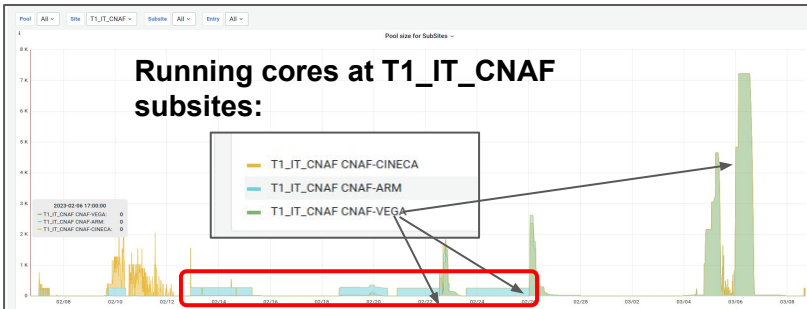 Pool All Site T1_IT_CNAF Subsite All Entry All
Pool size for SubSites
Running cores at T1_IT_CNAF
subsites:
8 K
7 K
6 K
5 K
4 K
3 K
2 K
1 K
0
T1_IT_CNAF CNAF-CINECA
T1_IT_CNAF CNAF-ARM
T1_IT_CNAF CNAF-VEGA
2023-02-06 17:00:00
T1_IT_CNAF CNAF-VEGA: 0
T1_IT_CNAF CNAF-ARM: 0
T1_IT_CNAF CNAF-CINECA: 0
02/08 02/10 02/12 02/14 02/16 02/18 02/20 02/22 02/24 02/26 02/28 03/02 03/04 03/06 03/08